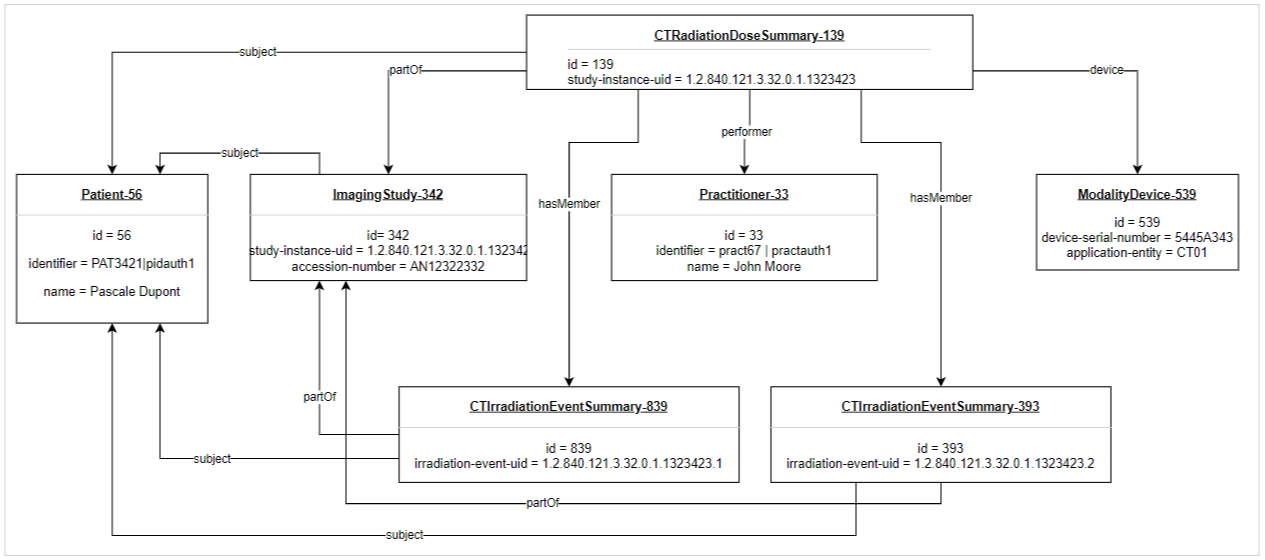 CTRadiationDoseSummary-139
id = 139
study-instance-uid = 1.2.840.121.3.32.0.1.1323423
subject
partOf
device
performer
subject
hasMember
hasMember
Patient-56
id = 56
identifier = PAT3421|pidauth1
name = Pascale Dupont
ImagingStudy-342
id= 342
study-instance-uid = 1.2.840.121.3.32.0.1.132342
accession-number = AN12322332
Practitioner-33
id = 33
identifier = pract67 | practauth1
name = John Moore
ModalityDevice-539
id = 539
device-serial-number = 5445A343
application-entity = CT01
partOf
subject
CTIrradiationEventSummary-839
id = 839
irradiation-event-uid = 1.2.840.121.3.32.0.1.1323423.1
CTIrradiationEventSummary-393
id = 393
irradiation-event-uid = 1.2.840.121.3.32.0.1.1323423.2
partOf
subject